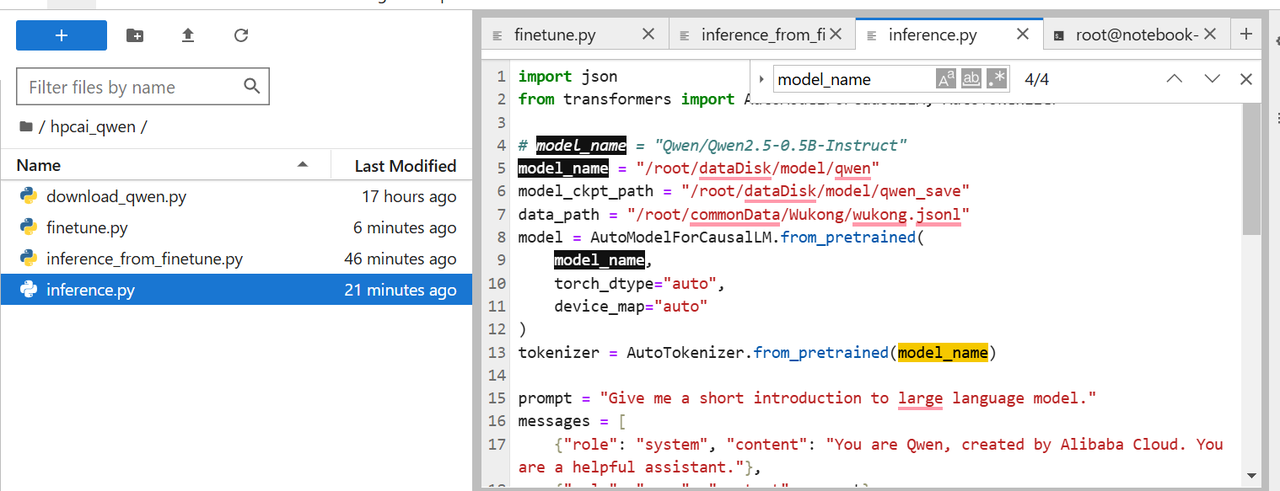 +
Filter files by name
/ hpcai_qwen /
Name Last Modified
download_qwen.py 17 hours ago
finetune.py 6 minutes ago
inference_from_finetune.py 46 minutes ago
inference.py 21 minutes ago
finetune.py inference_from_fi inference.py root@notebook- +
model_name Aa ab .* 4/4
1 import json
2 from transformers import
3
4 # model_name = "Qwen/Qwen2.5-0.5B-Instruct"
5 model_name = "/root/dataDisk/model/qwen"
6 model_ckpt_path = "/root/dataDisk/model/qwen_save"
7 data_path = "/root/commonData/Wukong/wukong.jsonl"
8 model = AutoModelForCausalLM.from_pretrained(
9 model_name,
10 torch_dtype="auto",
11 device_map="auto"
12 )
13 tokenizer = AutoTokenizer.from_pretrained(model_name)
14
15 prompt = "Give me a short introduction to large language model."
16 messages = [
17 {"role": "system", "content": "You are Qwen, created by Alibaba Cloud. You
are a helpful assistant."},